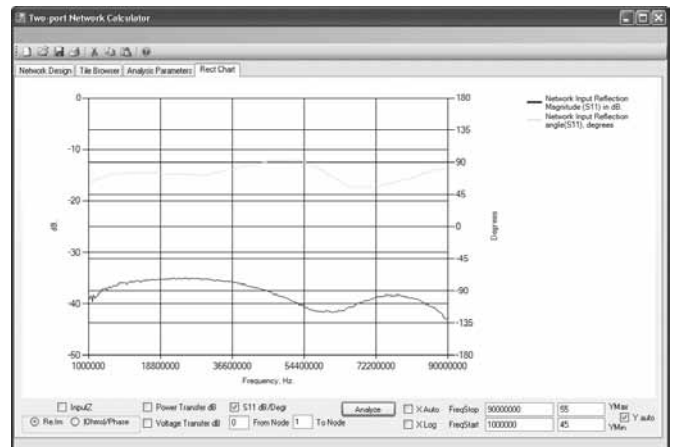 Two-port Network Calculator
Network Design Tile Browser Analysis Parameters Rect Chart
0
-10
-20
-30
-40
-50
dB.
180
135
90
45
0
-45
-90
-135
-180
Degrees
1000000 18800000 36600000 54400000 72200000 90000000
Frequency, Hz.
Network Input Reflection
Magnitude (S11) in dB.
Network Input Reflection
angle(S11), degrees
InputZ Power Transfer dB S11 dB/Degr Analyze X Auto FreqStop 90000000 55 YMax
Y auto
Re.Im |Ohms|/Phase Voltage Transfer dB 0 From Node 1 To Node X Log FreqStart 1000000 45 YMin